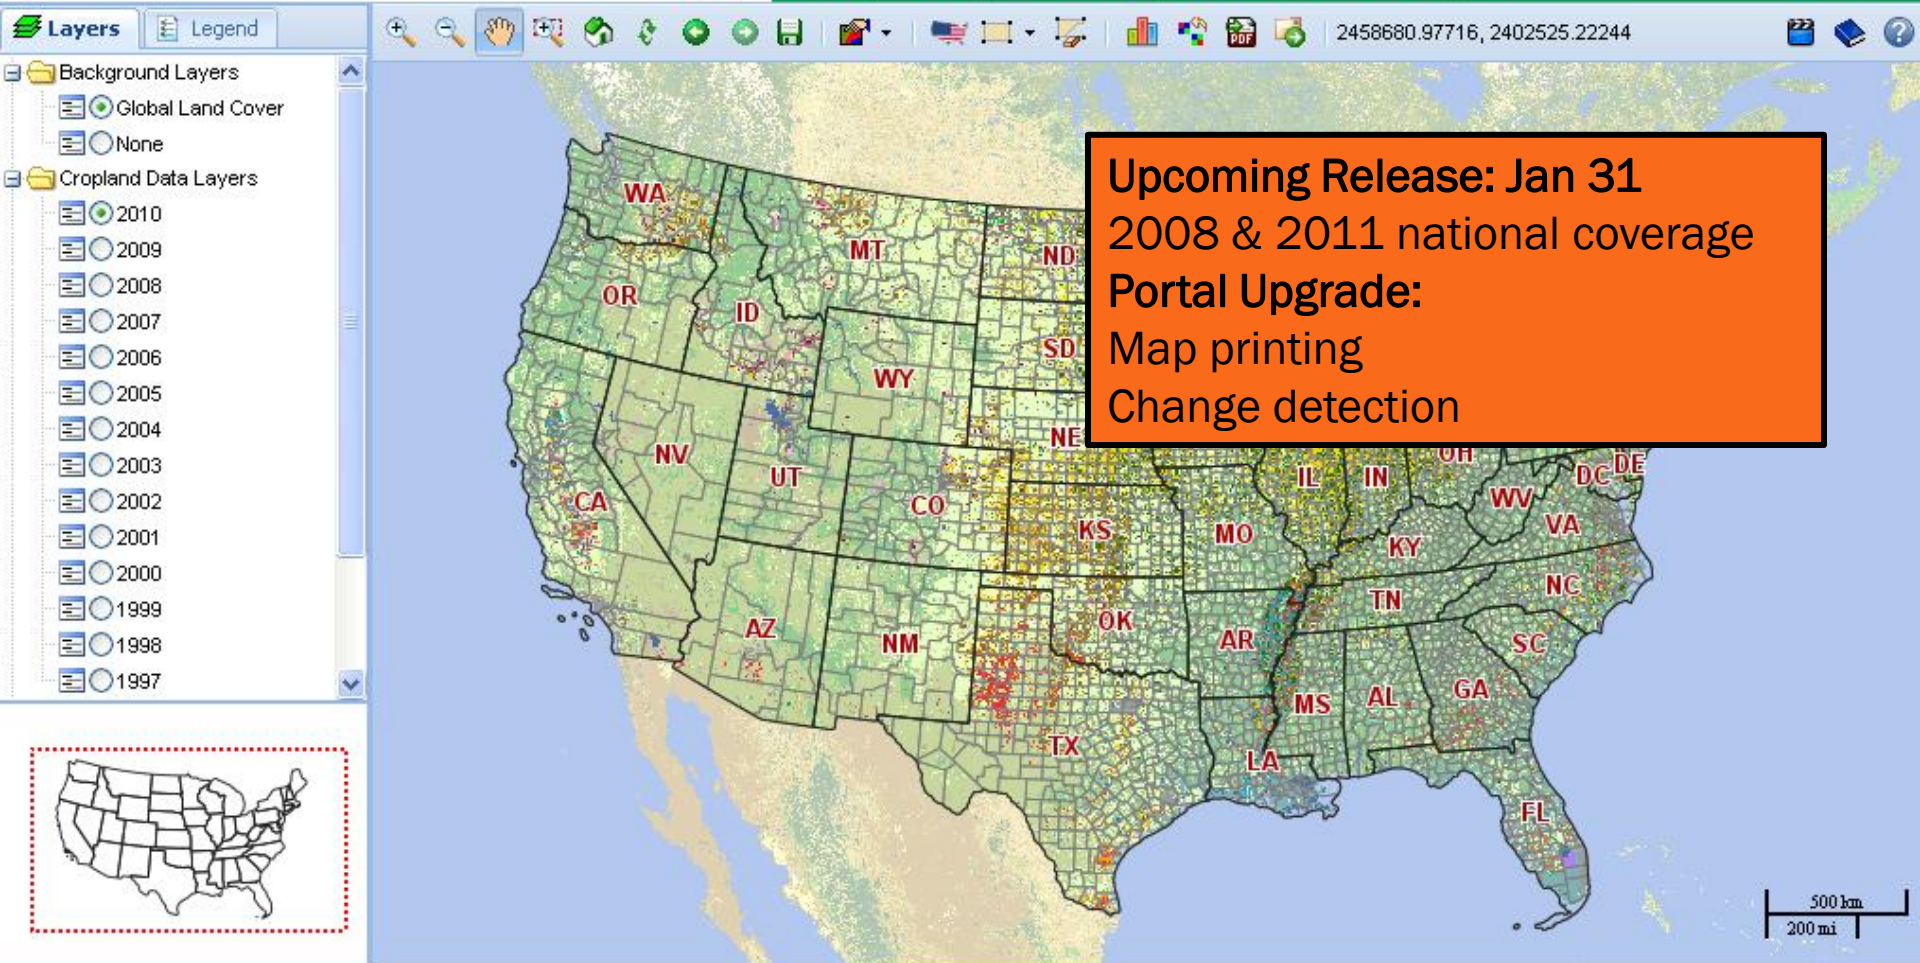 Layers
Legend
PDF
2458680.97716, 2402525.22244
?
Background Layers
Global Land Cover
None
Cropland Data Layers
2010
2009
2008
2007
2006
2005
2004
2003
2002
2001
2000
1999
1998
1997
Upcoming Release: Jan 31
2008 & 2011 national coverage
Portal Upgrade:
Map printing
Change detection
WA
MT
ND
OR
ID
SD
WY
NE
NV
UT
CO
CA
KS
MO
IL
IN
OH
WV
DC
DE
VA
KY
NC
TN
AZ
NM
OK
AR
SC
MS
AL
GA
TX
LA
FL
500 km
200 mi